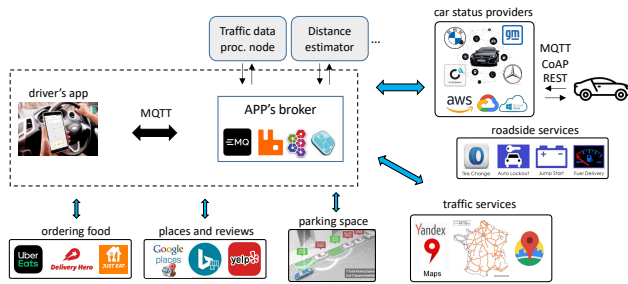 Traffic data
proc. node
Distance
estimator
...
car status providers
gm
aws
MQTT
CoAP
REST
driver's app
MQTT
APP's broker
EMQ
roadside services
Tire Change
Auto Lockout
Jump Start
Fuel Delivery
ordering food
Uber
Eats
Delivery Hero
JUST EAT
places and reviews
Google
places
yelp
parking space
traffic services
Yandex
Maps